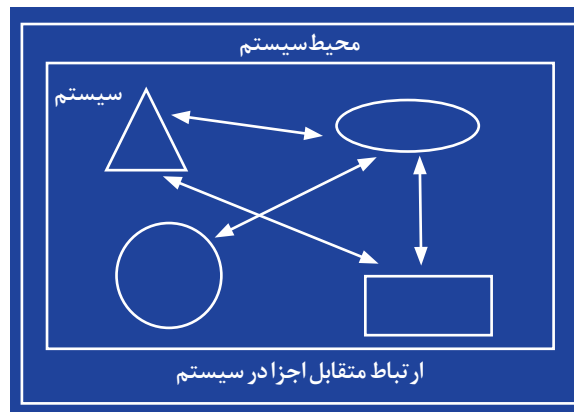 محیط سیستم
سیستم
ارتباط متقابل اجزا در سیستم